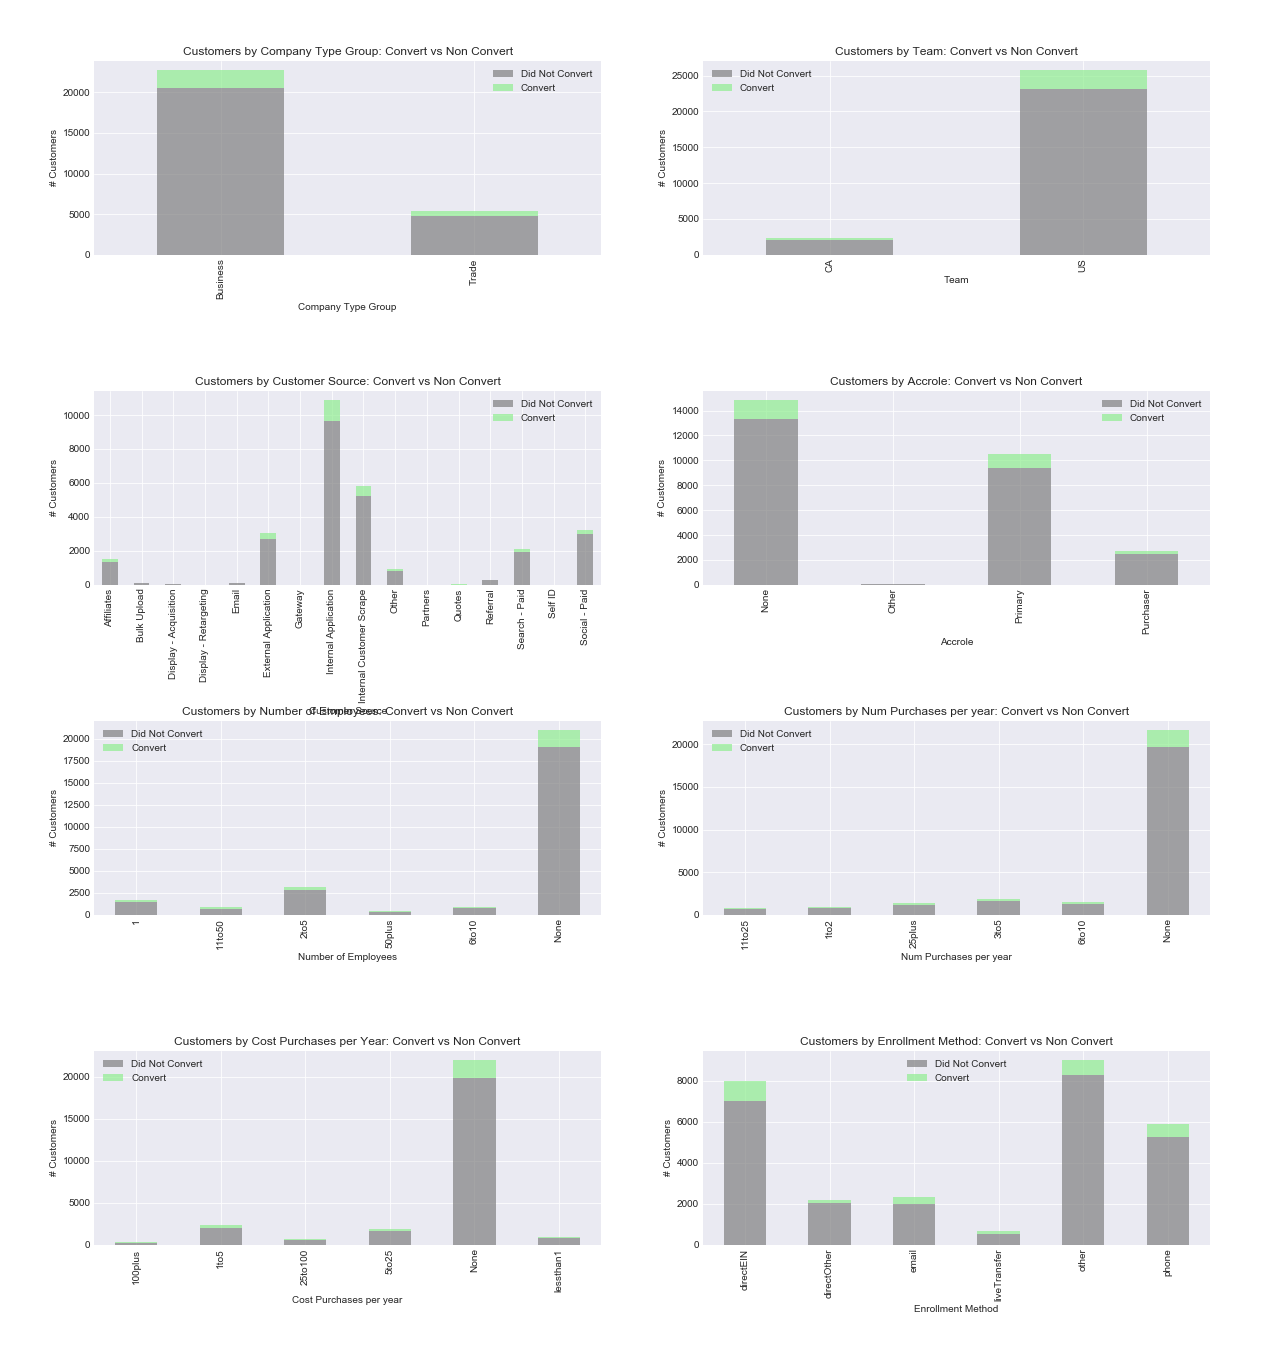 Customers by Company Type Group: Convert vs Non Convert
Did Not Convert
Convert
20000
15000
10000
5000
0
# Customers
Business
Trade
Company Type Group
Customers by Team: Convert vs Non Convert
Did Not Convert
Convert
25000
20000
15000
10000
5000
0
# Customers
CA
US
Team
Customers by Customer Source: Convert vs Non Convert
Did Not Convert
Convert
10000
8000
6000
4000
2000
0
# Customers
Affiliates
Bulk Upload
Display - Acquisition
Display - Retargeting
Email
External Application
Gateway
Internal Application
Internal Customer Scrape
Other
Partners
Quotes
Referral
Search - Paid
Self ID
Social - Paid
Customer Source
Customers by Accrole: Convert vs Non Convert
Did Not Convert
Convert
14000
12000
10000
8000
6000
4000
2000
0
# Customers
None
Other
Primary
Purchaser
Accrole
Customers by Number of Employees: Convert vs Non Convert
Did Not Convert
Convert
20000
17500
15000
12500
10000
7500
5000
2500
0
# Customers
1
11to50
2to5
50plus
6to10
None
Number of Employees
Customers by Num Purchases per year: Convert vs Non Convert
Did Not Convert
Convert
20000
15000
10000
5000
0
# Customers
11to25
1to2
25plus
3to5
6to10
None
Num Purchases per year
Customers by Cost Purchases per Year: Convert vs Non Convert
Did Not Convert
Convert
20000
15000
10000
5000
0
# Customers
100plus
1to5
25to100
5to25
None
lessthan1
Cost Purchases per year
Customers by Enrollment Method: Convert vs Non Convert
Did Not Convert
Convert
8000
6000
4000
2000
0
# Customers
directEIN
directOther
email
liveTransfer
other
phone
Enrollment Method